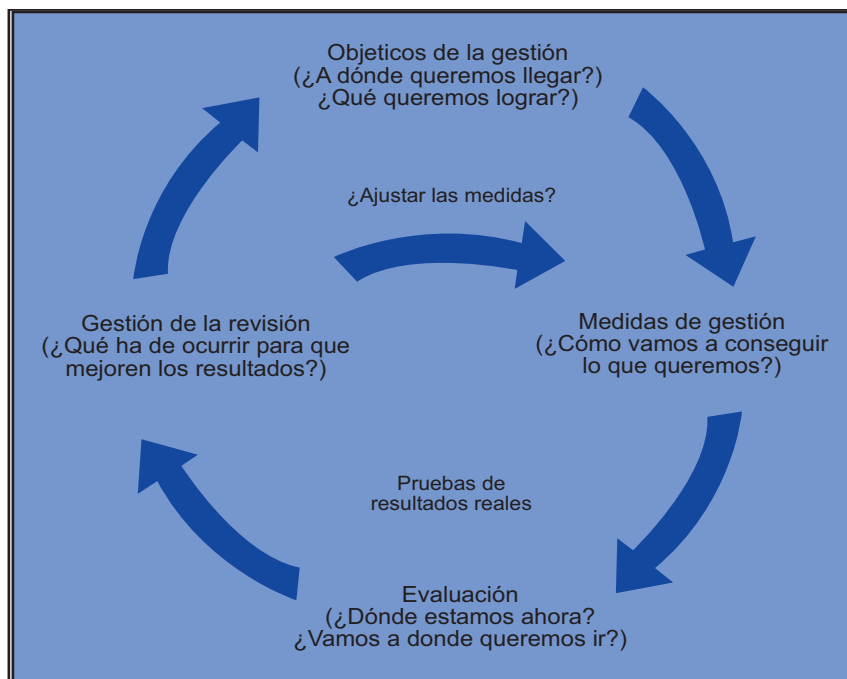 Objeticos de la gestión
(¿A dónde queremos llegar?)
¿Qué queremos lograr?)
¿Ajustar las medidas?
Gestión de la revisión
(¿Qué ha de ocurrir para que
mejoren los resultados?)
Medidas de gestión
(¿Cómo vamos a conseguir
lo que queremos?)
Pruebas de
resultados reales
Evaluación
(¿Dónde estamos ahora?
¿Vamos a donde queremos ir?)